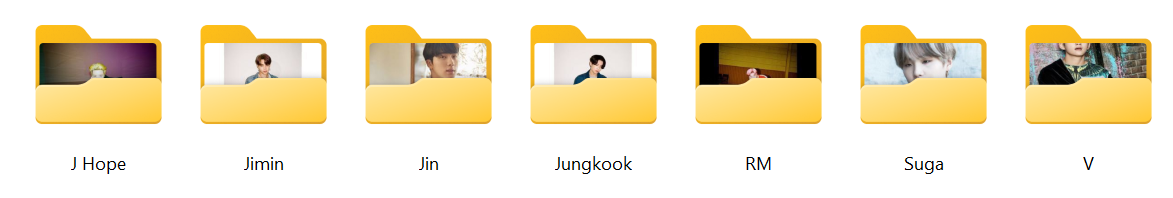 J Hope
Jimin
Jin
Jungkook
RM
Suga
V